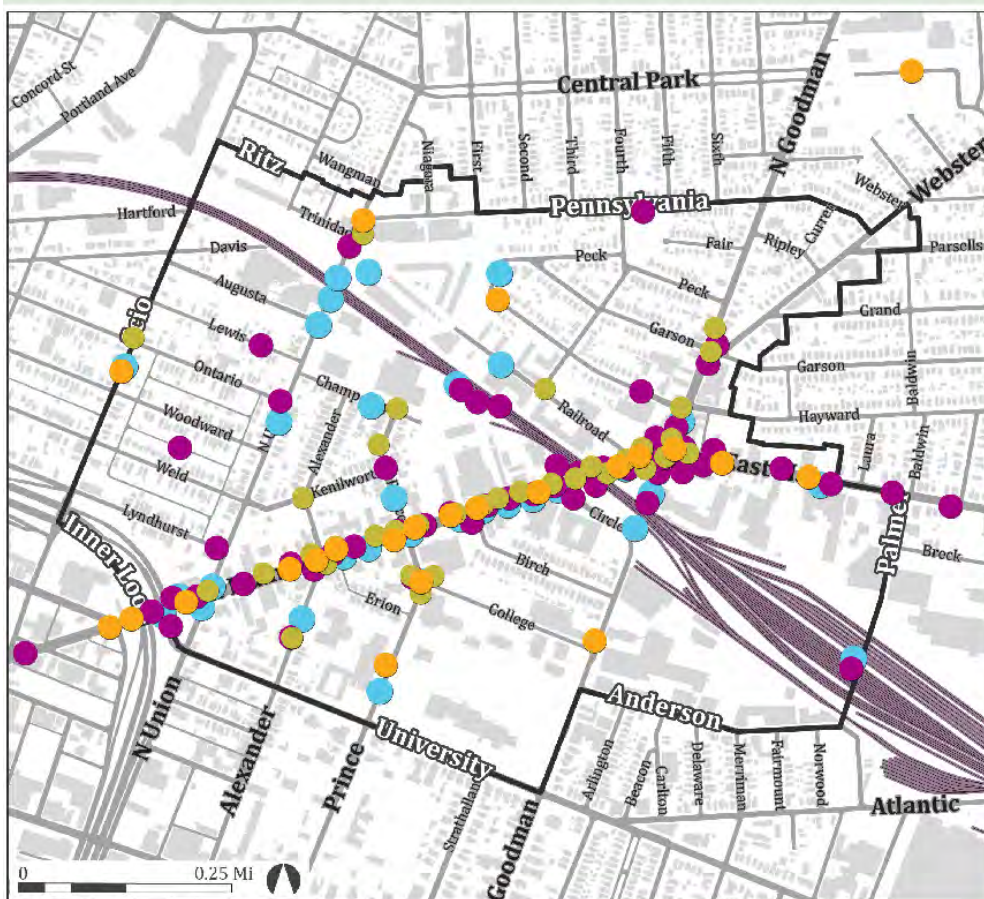 Concord St
Portland Ave
Central Park
N Goodman
Ritz
Wangman
Niagara
First
Second
Third
Fourth
Fifth
Sixth
Webster
Webster
Hartford
Trinidad
Pennsylvania
Davis
Peck
Fair
Ripley
Curren
Parsells
Augusta
Peck
Scio
Lewis
Garson
Grand
Ontario
Champ
Garson
Baldwin
Woodward
Alexander
Railroad
Hayward
Weld
Kenilworth
Laura
Baldwin
Lyndhurst
Circle
Inner Loo
Birch
Palmer
Breck
Erion
College
N Union
Alexander
Prince
University
Anderson
Strathallan
Goodman
Arlington
Beacon
Carlton
Delaware
Merriman
Fairmount
Norwood
Atlantic
0 0.25 Mi